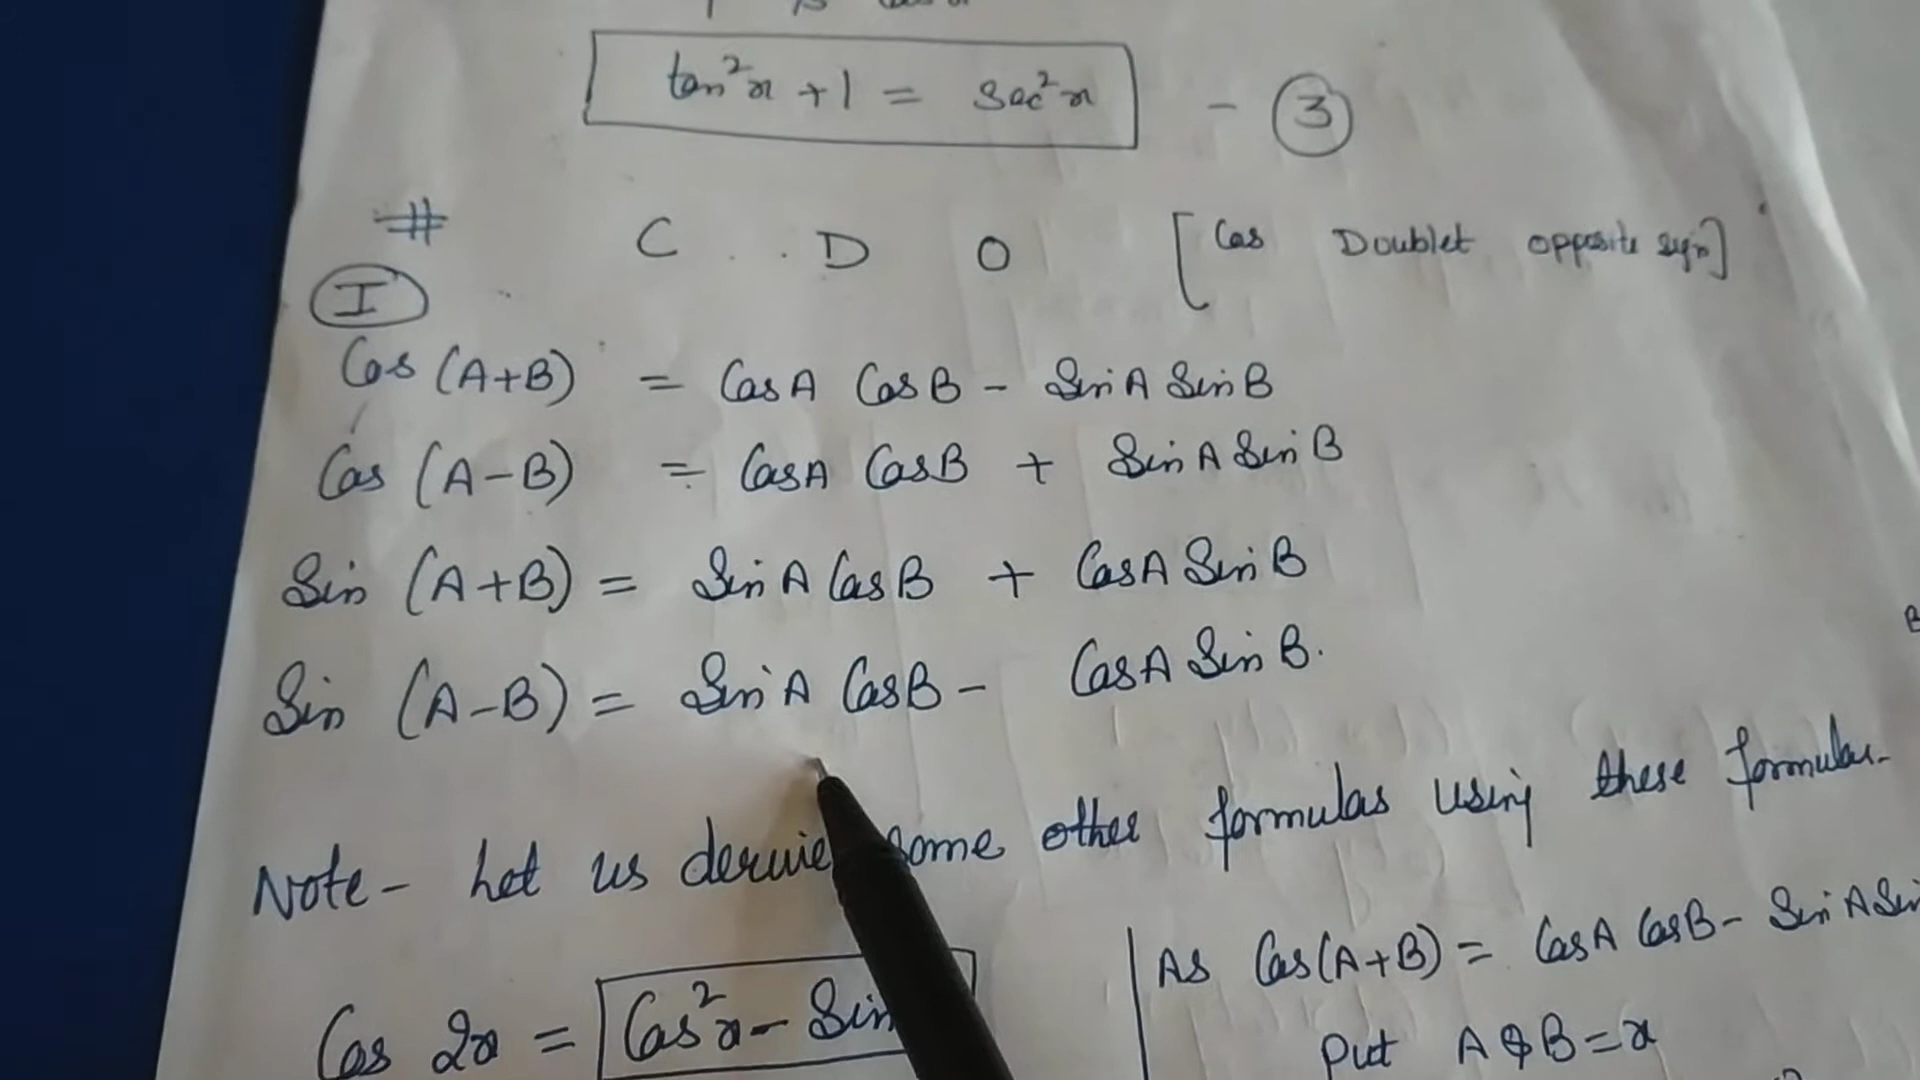 tan²x + 1 = sec²x - ③
#
C D O [Cos Doublet opposite sign]
Ⓘ
Cos (A+B) = CosA CosB - SinA SinB
Cos (A-B) = CosA CosB + SinA SinB
Sin (A+B) = SinA CosB + CosA SinB
Sin (A-B) = SinA CosB - CosA SinB.
Note - Let us derive some other formulas using these formulas-
Cos 2x = Cos²x - Sin
As Cos(A+B) = CosA CosB - SinA Sin
Put A & B = x